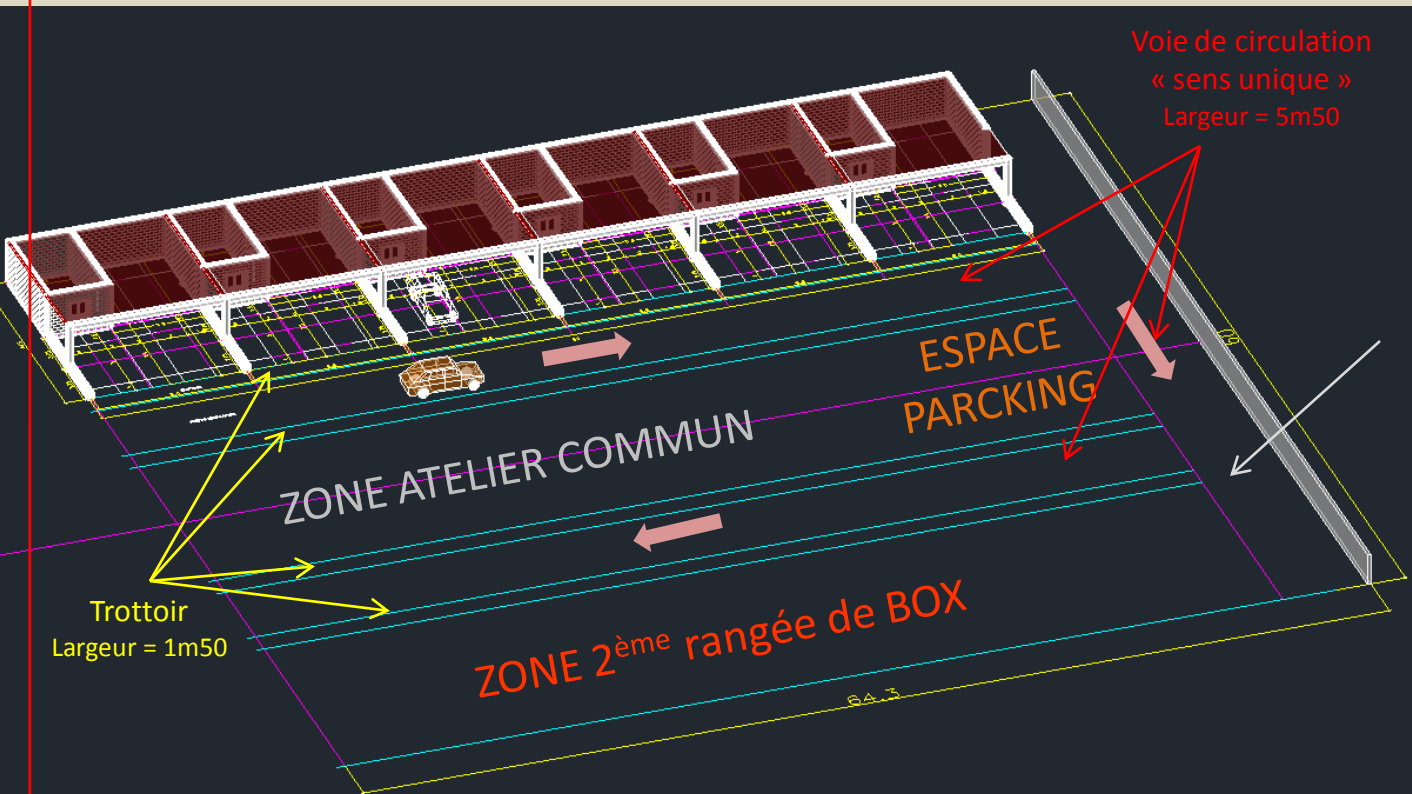 Voie de circulation
« sens unique »
Largeur = 5m50
ESPACE
PARCKING
ZONE ATELIER COMMUN
Trottoir
Largeur = 1m50
ZONE 2ème rangée de BOX
64.3